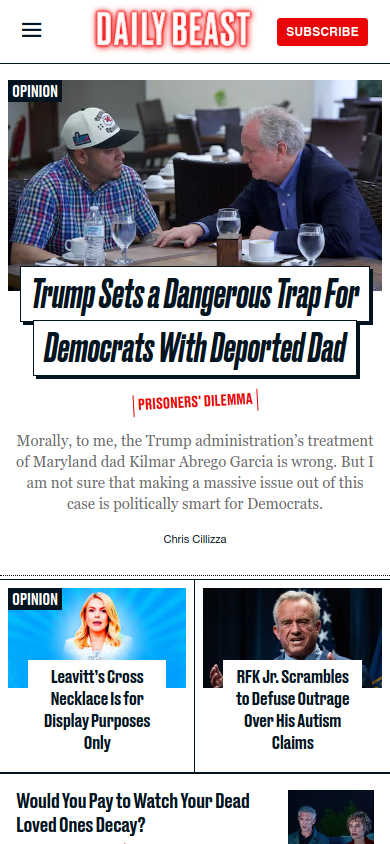 DAILY BEAST
SUBSCRIBE
OPINION
Trump Sets a Dangerous Trap For
Democrats With Deported Dad
PRISONERS' DILEMMA
Morally, to me, the Trump administration’s treatment
of Maryland dad Kilmar Abrego Garcia is wrong. But I
am not sure that making a massive issue out of this
case is politically smart for Democrats.
Chris Cillizza
OPINION
Leavitt’s Cross
Necklace Is for
Display Purposes
Only
RFK Jr. Scrambles
to Defuse Outrage
Over His Autism
Claims
Would You Pay to Watch Your Dead
Loved Ones Decay?